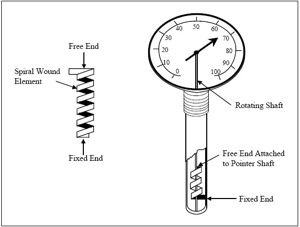 Free End
Spiral Wound
Element
Fixed End
0
10
20
30
40
50
60
70
80
90
100
Rotating Shaft
Free End Attached
to Pointer Shaft
Fixed End